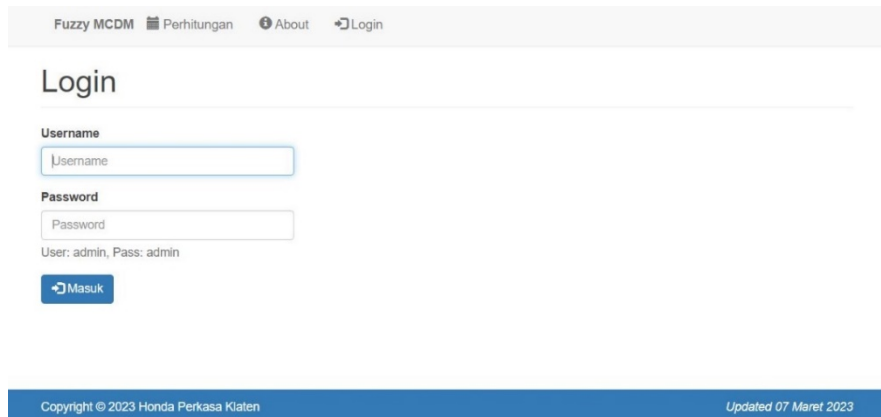 Fuzzy MCDM Perhitungan About Login
Login
Username
Username
Password
Password
User: admin, Pass: admin
Masuk
Copyright © 2023 Honda Perkasa Klaten Updated 07 Maret 2023